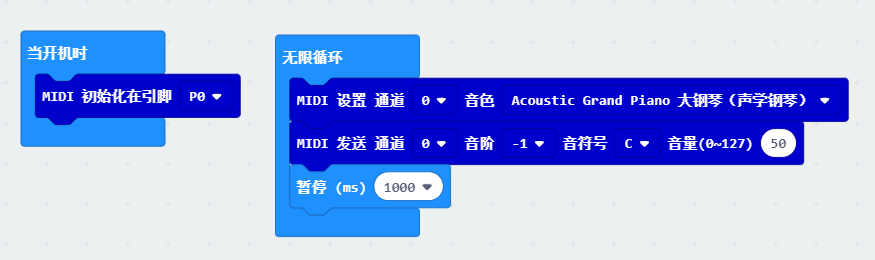 当开机时
MIDI 初始化在引脚 P0
无限循环
MIDI 设置 通道 0 音色 Acoustic Grand Piano 大钢琴（声学钢琴）
MIDI 发送 通道 0 音阶 -1 音符号 C 音量(0~127) 50
暂停 (ms) 1000